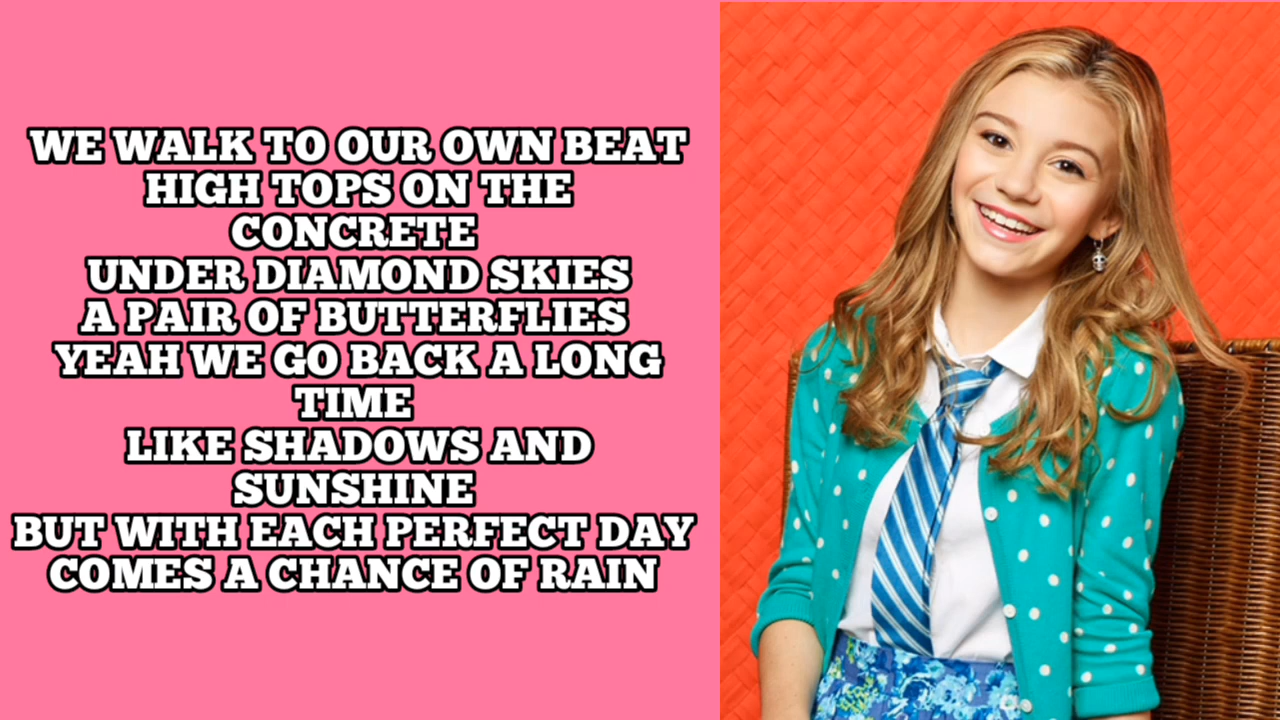 WE WALK TO OUR OWN BEAT
HIGH TOPS ON THE
CONCRETE
UNDER DIAMOND SKIES
A PAIR OF BUTTERFLIES
YEAH WE GO BACK A LONG
TIME
LIKE SHADOWS AND
SUNSHINE
BUT WITH EACH PERFECT DAY
COMES A CHANCE OF RAIN